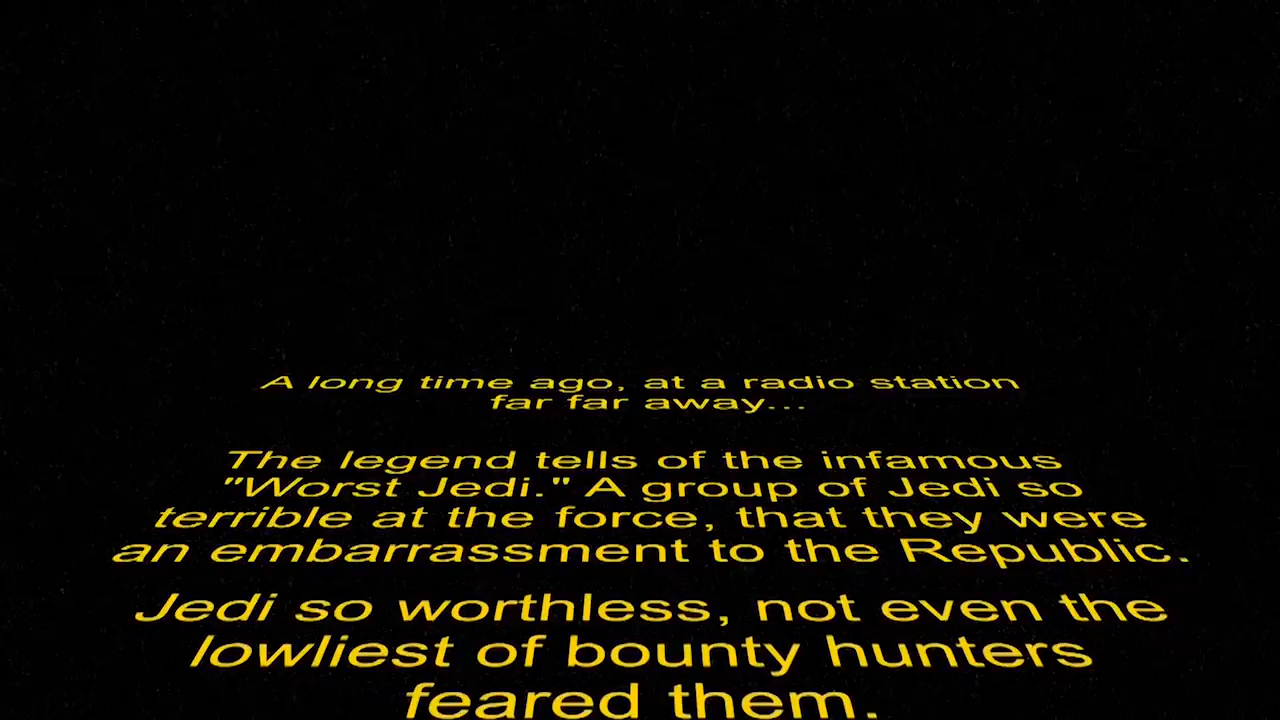 A long time ago, at a radio station
far far away...
The legend tells of the infamous
"Worst Jedi." A group of Jedi so
terrible at the force, that they were
an embarrassment to the Republic.
Jedi so worthless, not even the
lowliest of bounty hunters
feared them.